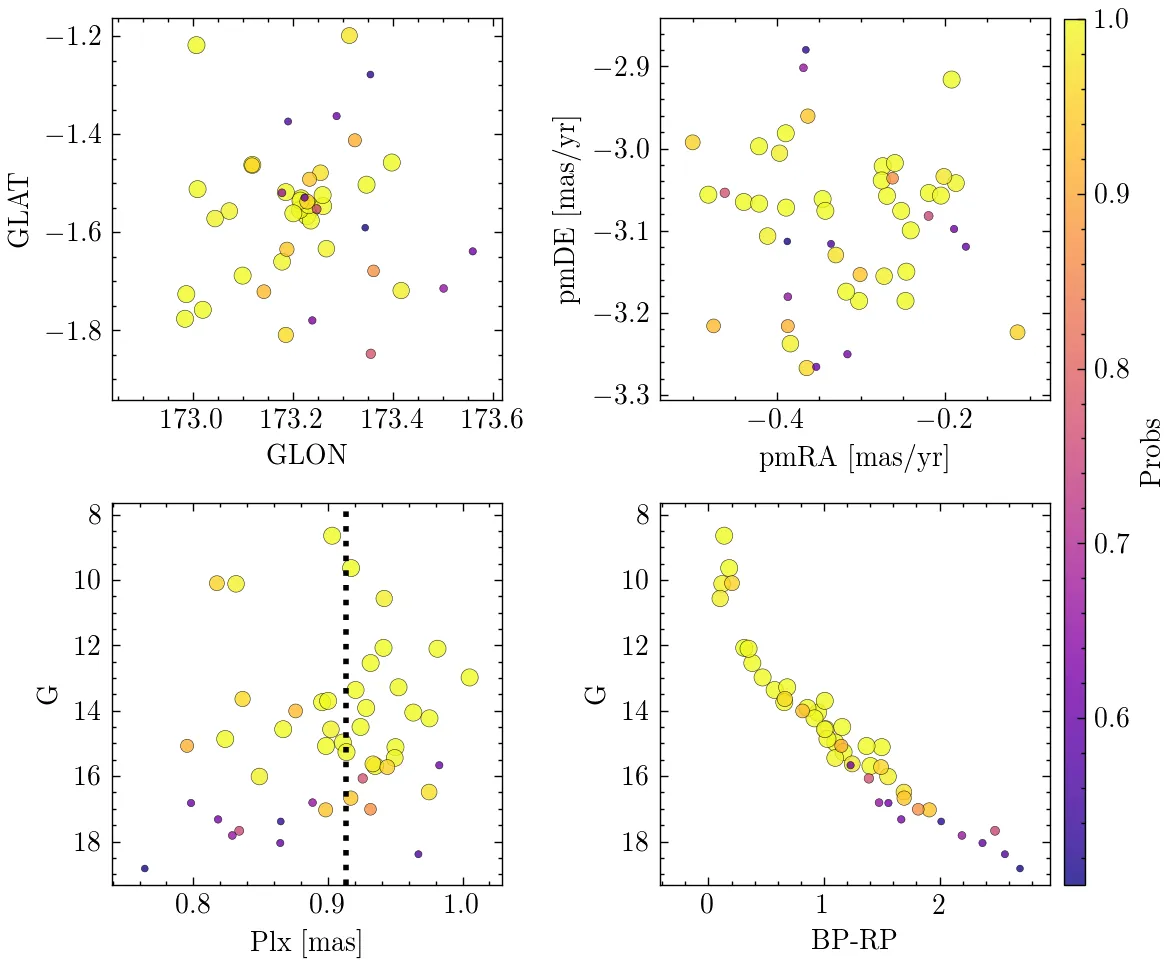 −1.2
−1.4
−1.6
−1.8
GLAT
173.0 173.2 173.4 173.6
GLON
−2.9
−3.0
−3.1
−3.2
−3.3
pmDE [mas/yr]
−0.4 −0.2
pmRA [mas/yr]
8
10
12
14
16
18
G
0.8 0.9 1.0
Plx [mas]
8
10
12
14
16
18
G
0 1 2
BP-RP
1.0
0.9
0.8
0.7
0.6
Probs